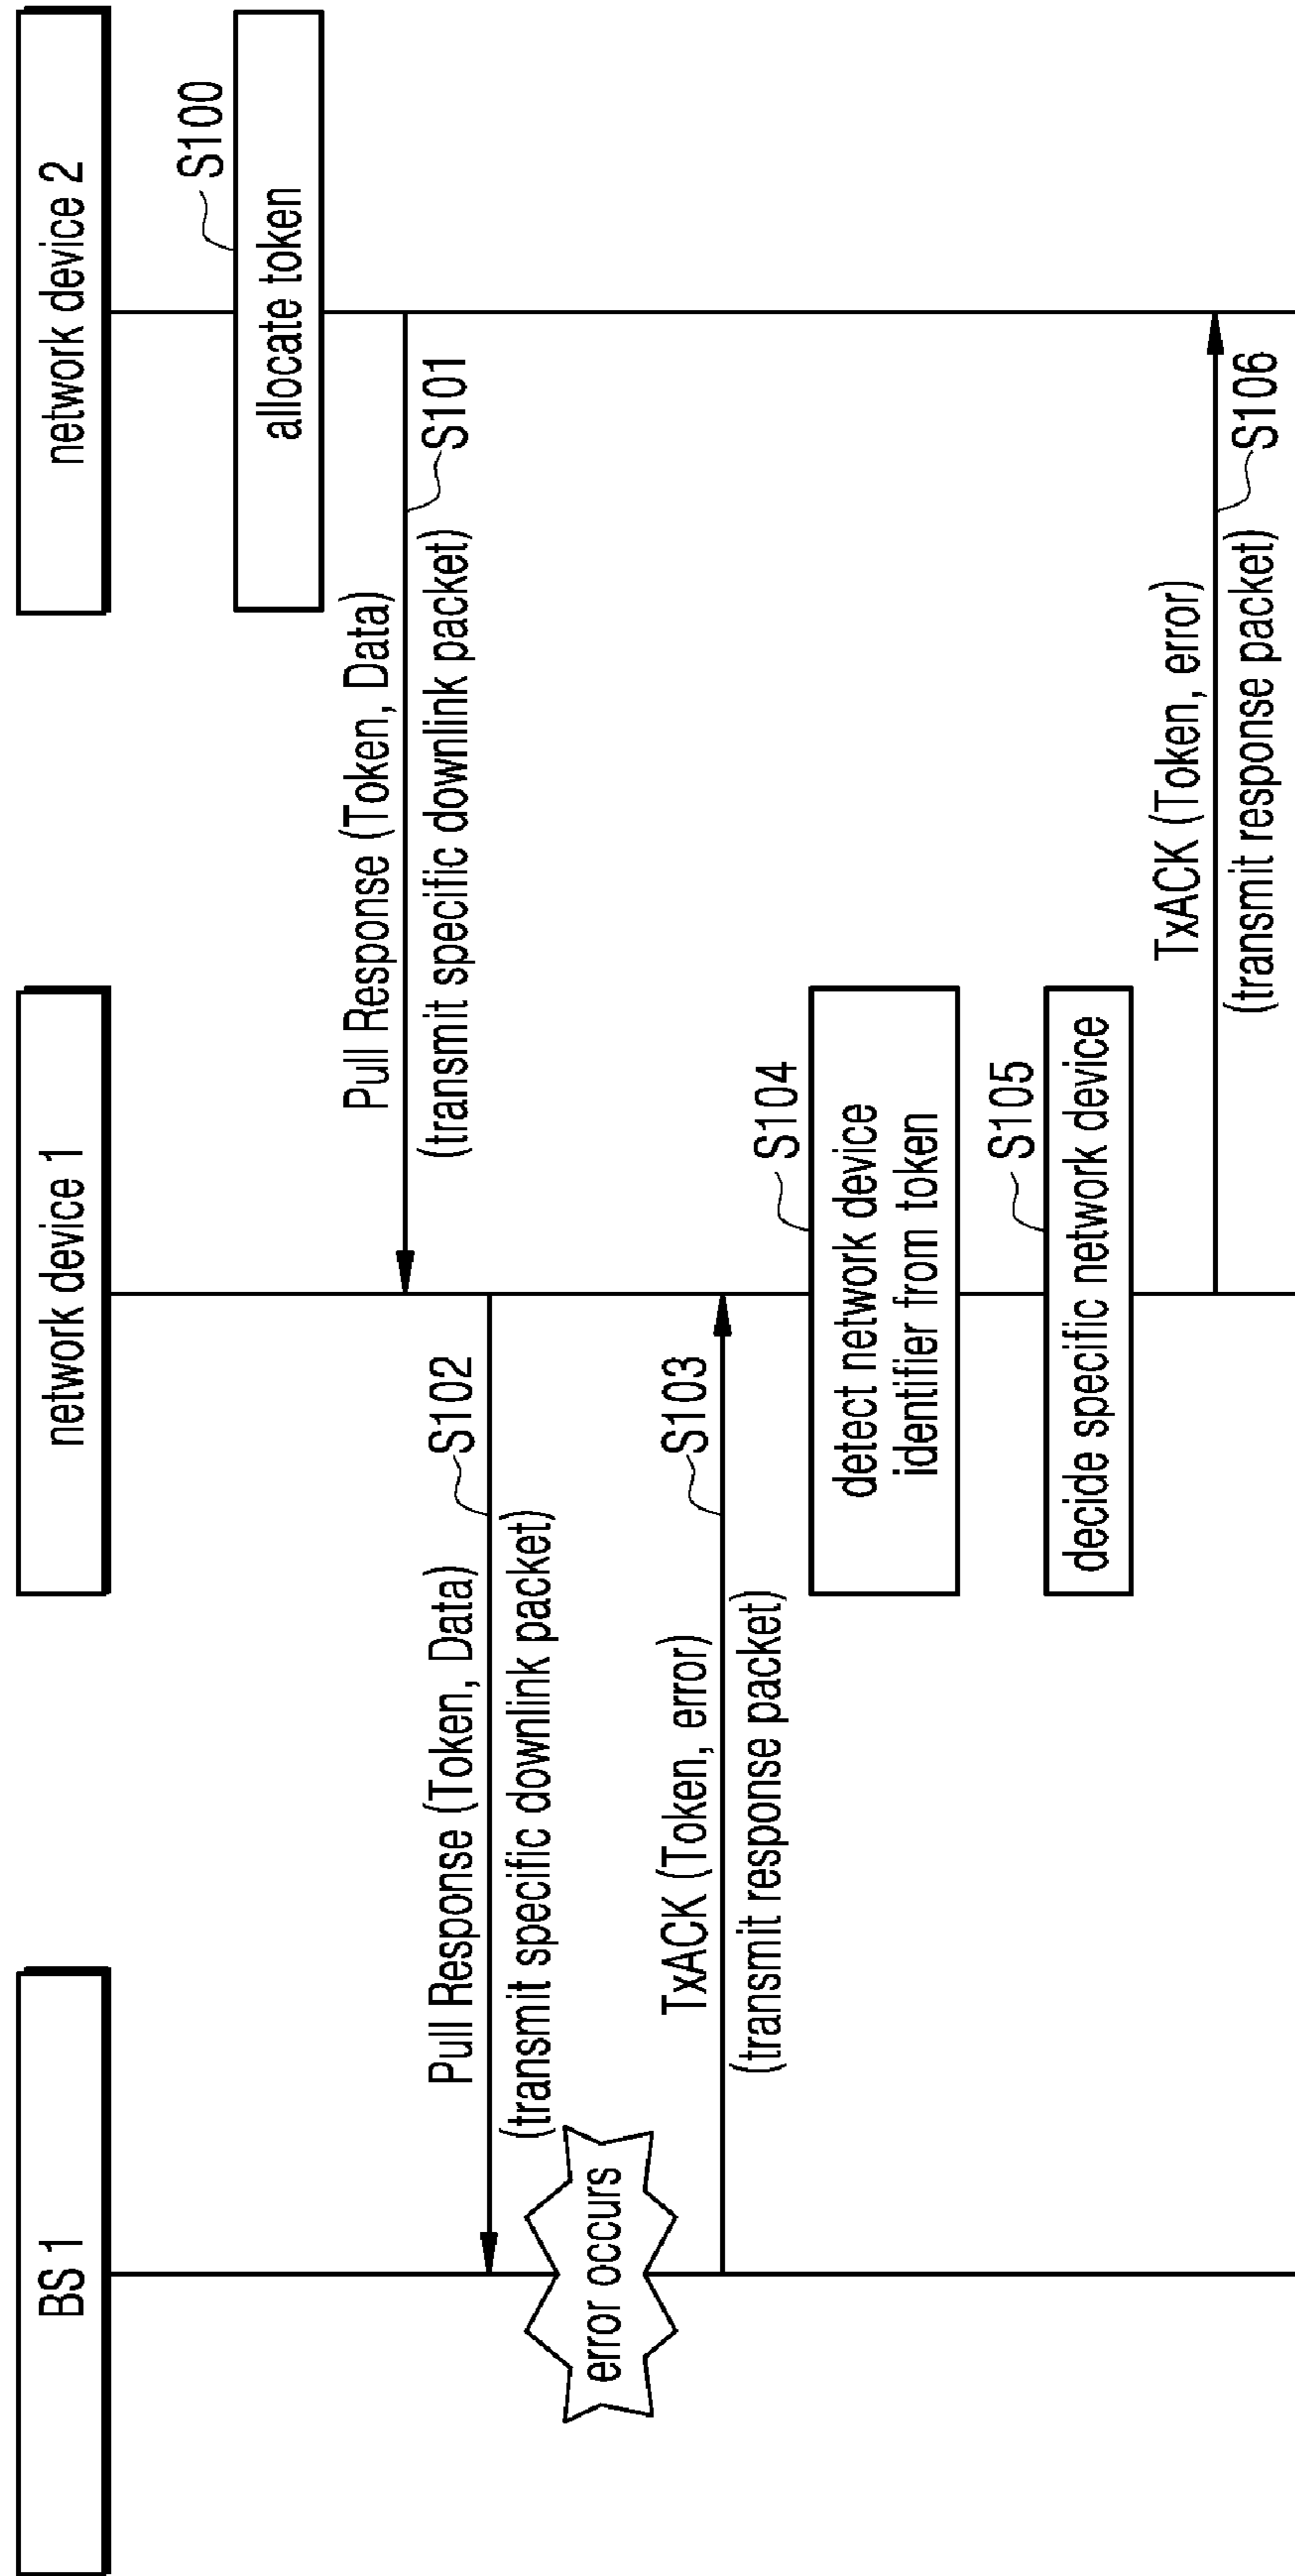 BS 1
network device 1
network device 2
S100
allocate token
Pull Response (Token, Data)
S101
(transmit specific downlink packet)
Pull Response (Token, Data)
S102
(transmit specific downlink packet)
error occurs
TxACK (Token, error)
S103
(transmit response packet)
S104
detect network device
identifier from token
S105
decide specific network device
TxACK (Token, error)
S106
(transmit response packet)